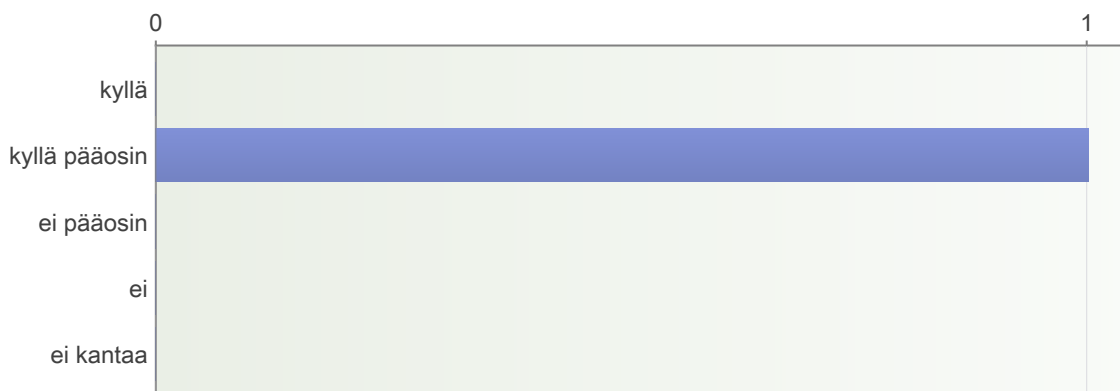 0 1
kyllä
kyllä pääosin
ei pääosin
ei
ei kantaa